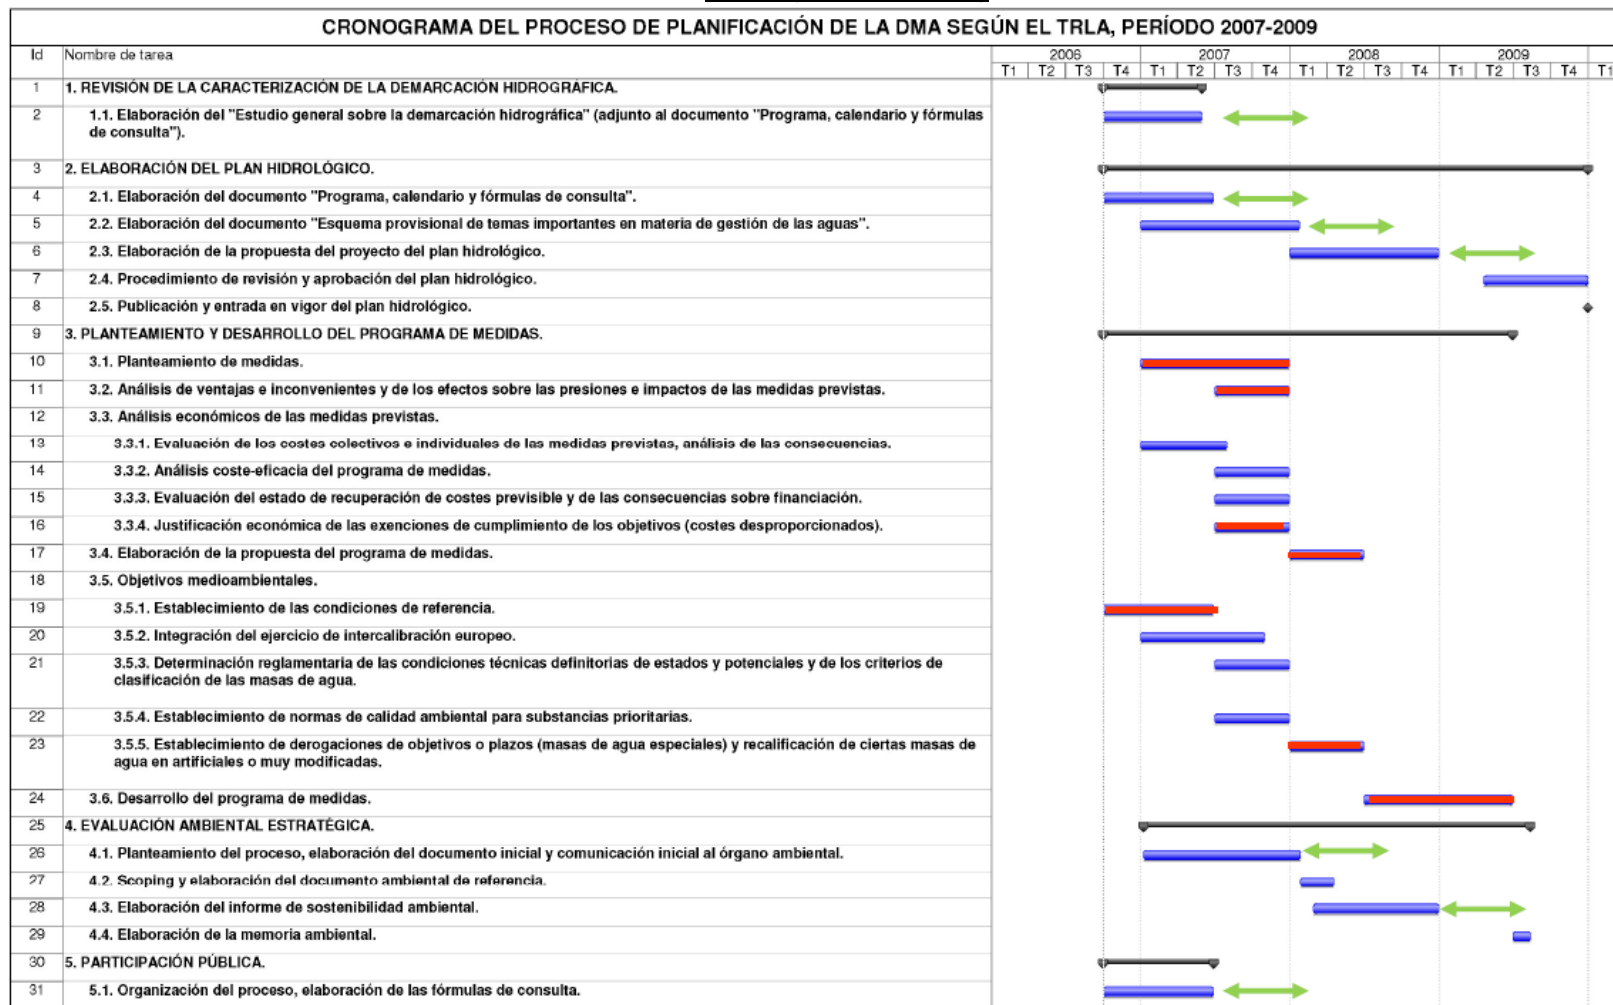 CRONOGRAMA DEL PROCESO DE PLANIFICACIÓN DE LA DMA SEGÚN EL TRLA, PERÍODO 2007-2009
Id Nombre de tarea 2006 2007 2008 2009
T1 T2 T3 T4 T1 T2 T3 T4 T1 T2 T3 T4 T1 T2 T3 T4 T1
1 1. REVISIÓN DE LA CARACTERIZACIÓN DE LA DEMARCACIÓN HIDROGRÁFICA.
2 1.1. Elaboración del "Estudio general sobre la demarcación hidrográfica" (adjunto al documento "Programa, calendario y fórmulas
de consulta").
3 2. ELABORACIÓN DEL PLAN HIDROLÓGICO.
4 2.1. Elaboración del documento "Programa, calendario y fórmulas de consulta".
5 2.2. Elaboración del documento "Esquema provisional de temas importantes en materia de gestión de las aguas".
6 2.3. Elaboración de la propuesta del proyecto del plan hidrológico.
7 2.4. Procedimiento de revisión y aprobación del plan hidrológico.
8 2.5. Publicación y entrada en vigor del plan hidrológico.
9 3. PLANTEAMIENTO Y DESARROLLO DEL PROGRAMA DE MEDIDAS.
10 3.1. Planteamiento de medidas.
11 3.2. Análisis de ventajas e inconvenientes y de los efectos sobre las presiones e impactos de las medidas previstas.
12 3.3. Análisis económicos de las medidas previstas.
13 3.3.1. Evaluación de los costes colectivos e individuales de las medidas previstas, análisis de las consecuencias.
14 3.3.2. Análisis coste-eficacia del programa de medidas.
15 3.3.3. Evaluación del estado de recuperación de costes previsible y de las consecuencias sobre financiación.
16 3.3.4. Justificación económica de las exenciones de cumplimiento de los objetivos (costes desproporcionados).
17 3.4. Elaboración de la propuesta del programa de medidas.
18 3.5. Objetivos medioambientales.
19 3.5.1. Establecimiento de las condiciones de referencia.
20 3.5.2. Integración del ejercicio de intercalibración europeo.
21 3.5.3. Determinación reglamentaria de las condiciones técnicas definitorias de estados y potenciales y de los criterios de
clasificación de las masas de agua.
22 3.5.4. Establecimiento de normas de calidad ambiental para substancias prioritarias.
23 3.5.5. Establecimiento de derogaciones de objetivos o plazos (masas de agua especiales) y recalificación de ciertas masas de
agua en artificiales o muy modificadas.
24 3.6. Desarrollo del programa de medidas.
25 4. EVALUACIÓN AMBIENTAL ESTRATÉGICA.
26 4.1. Planteamiento del proceso, elaboración del documento inicial y comunicación inicial al órgano ambiental.
27 4.2. Scoping y elaboración del documento ambiental de referencia.
28 4.3. Elaboración del informe de sostenibilidad ambiental.
29 4.4. Elaboración de la memoria ambiental.
30 5. PARTICIPACIÓN PÚBLICA.
31 5.1. Organización del proceso, elaboración de las fórmulas de consulta.